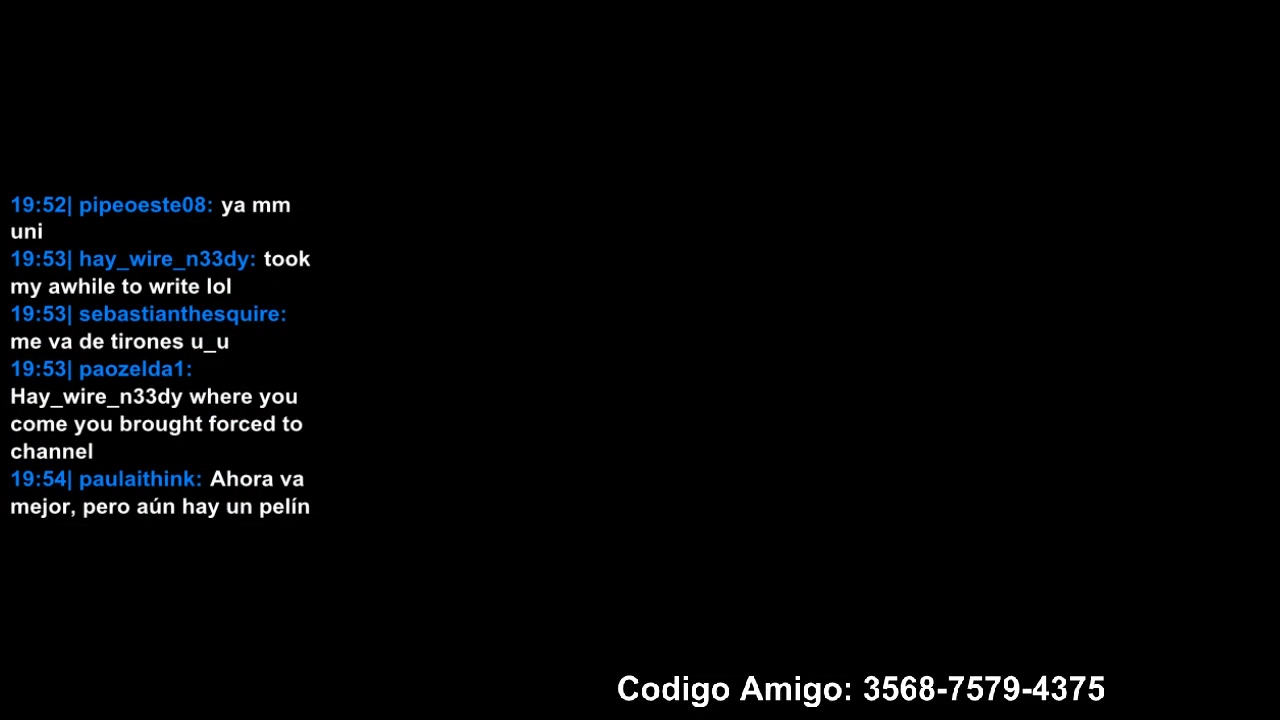 19:52| pipeoeste08: ya mm
uni
19:53| hay_wire_n33dy: took
my awhile to write lol
19:53| sebastianthesquire:
me va de tirones u_u
19:53| paozelda1:
Hay_wire_n33dy where you
come you brought forced to
channel
19:54| paulaithink: Ahora va
mejor, pero aún hay un pelín
Codigo Amigo: 3568-7579-4375